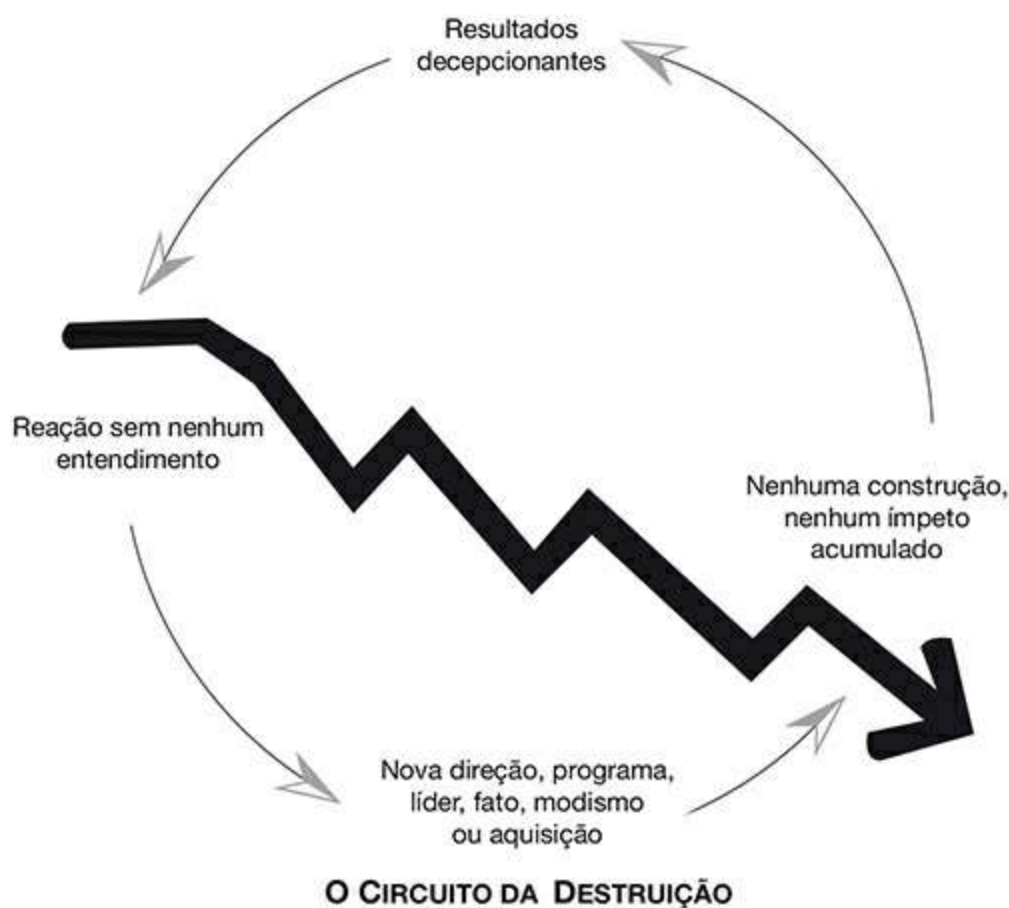 Resultados
decepcionantes
Reação sem nenhum
entendimento
Nenhuma construção,
nenhum ímpeto
acumulado
Nova direção, programa,
líder, fato, modismo
ou aquisição
O CIRCUITO DA DESTRUIÇÃO